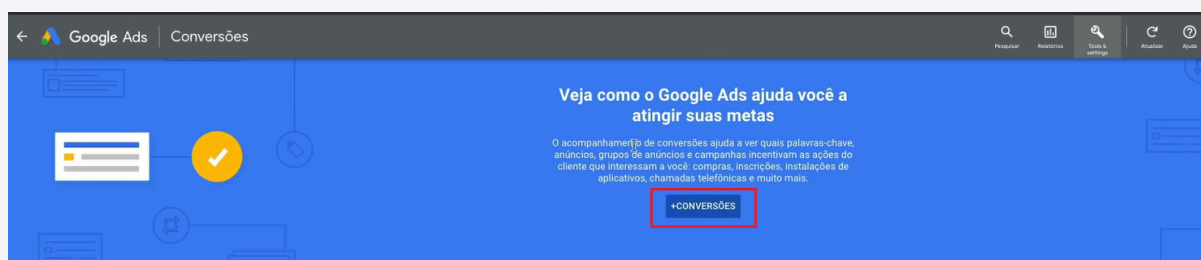 Google Ads
Conversões
Pesquisar
Relatórios
Tools &
settings
Atualizar
Ajuda
Veja como o Google Ads ajuda você a
atingir suas metas
O acompanhamento de conversões ajuda a ver quais palavras-chave,
anúncios, grupos de anúncios e campanhas incentivam as ações do
cliente que interessam a você: compras, inscrições, instalações de
aplicativos, chamadas telefônicas e muito mais.
+CONVERSÕES